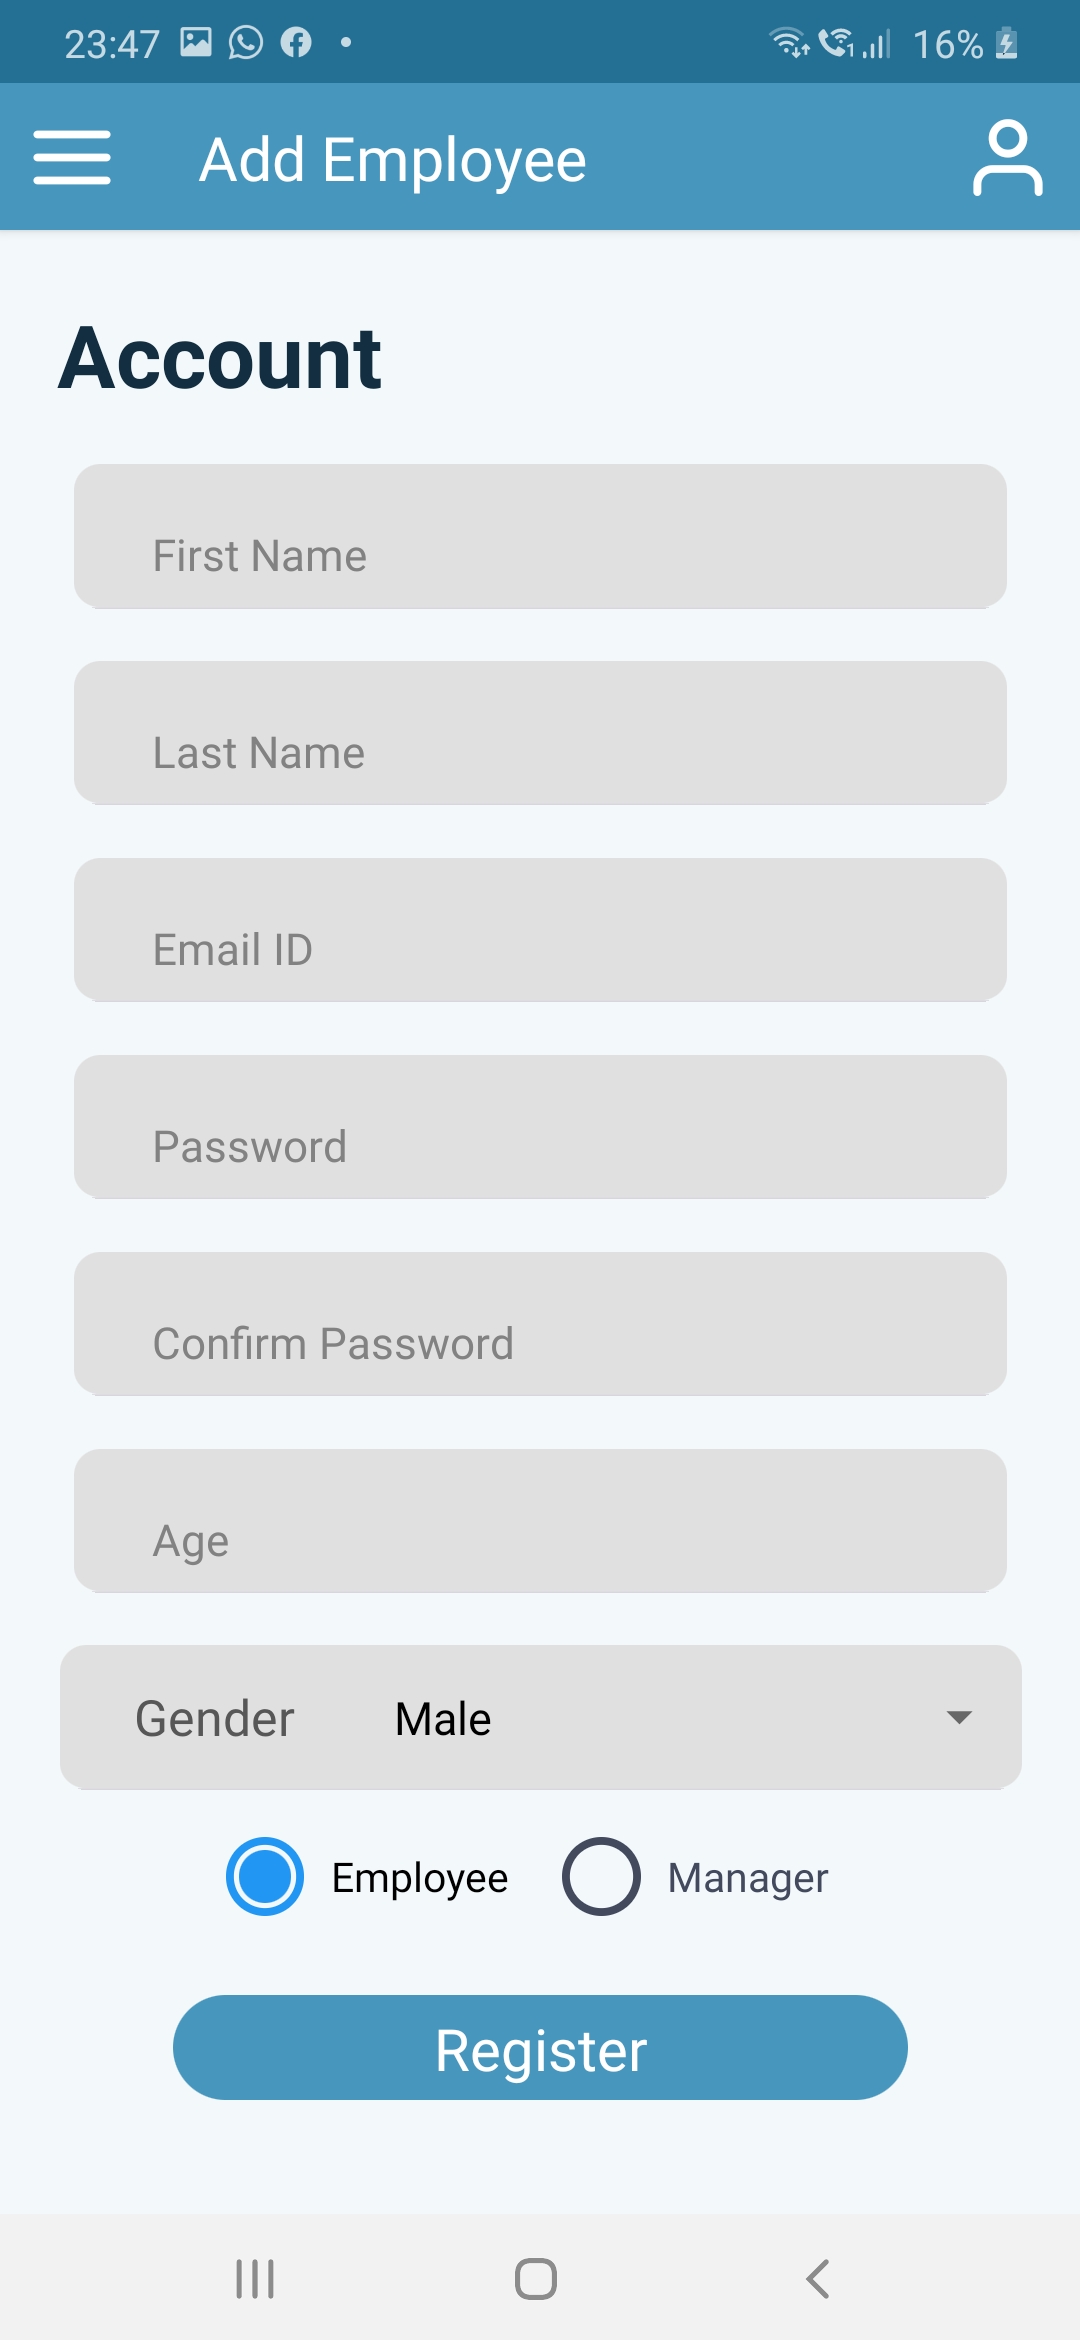 23:47 16%
Add Employee
Account
First Name
Last Name
Email ID
Password
Confirm Password
Age
Gender Male
Employee Manager
Register